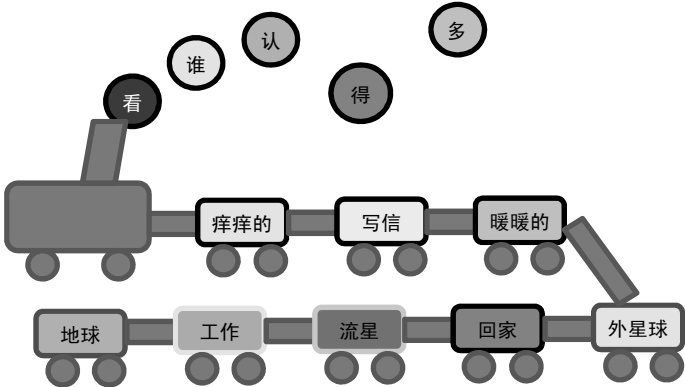 看
谁
认
得
多
痒痒的
写信
暖暖的
外星球
回家
流星
工作
地球